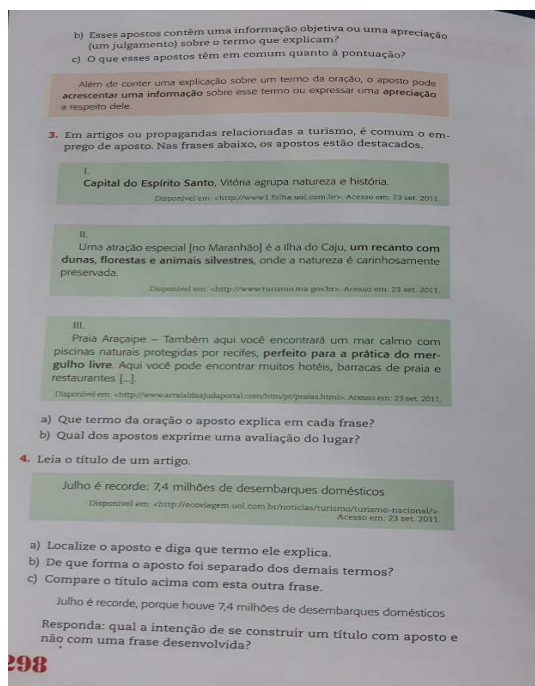 b) Esses apostos contêm uma informação objetiva ou uma apreciação
(um julgamento) sobre o termo que explicam?
c) O que esses apostos têm em comum quanto à pontuação?
Além de conter uma explicação sobre um termo da oração, o aposto pode
acrescentar uma informação sobre esse termo ou expressar uma apreciação
a respeito dele.
3. Em artigos ou propagandas relacionadas a turismo, é comum o em-
prego de aposto. Nas frases abaixo, os apostos estão destacados.
I.
Capital do Espírito Santo, Vitória agrupa natureza e história.
Disponível em: <http://www1.folha.uol.com.br>. Acesso em: 23 set. 2011.
II.
Uma atração especial [no Maranhão] é a Ilha do Caju, um recanto com
dunas, florestas e animais silvestres, onde a natureza é carinhosamente
preservada.
Disponível em: <http://www.turismo.ma.gov.br>. Acesso em: 23 set. 2011.
III.
Praia Araçaipe – Também aqui você encontrará um mar calmo com
piscinas naturais protegidas por recifes, perfeito para a prática do mer-
gulho livre. Aqui você pode encontrar muitos hotéis, barracas de praia e
restaurantes [...].
Disponível em: <http://www.arraialdaajudaportal.com/htm/pt/praias.html>. Acesso em: 23 set. 2011.
a) Que termo da oração o aposto explica em cada frase?
b) Qual dos apostos exprime uma avaliação do lugar?
4. Leia o título de um artigo.
Julho é recorde: 7,4 milhões de desembarques domésticos
Disponível em: <http://ecoviagem.uol.com.br/noticias/turismo/turismo-nacional/>.
Acesso em: 23 set. 2011.
a) Localize o aposto e diga que termo ele explica.
b) De que forma o aposto foi separado dos demais termos?
c) Compare o título acima com esta outra frase.
Julho é recorde, porque houve 7,4 milhões de desembarques domésticos
Responda: qual a intenção de se construir um título com aposto e
não com uma frase desenvolvida?
298